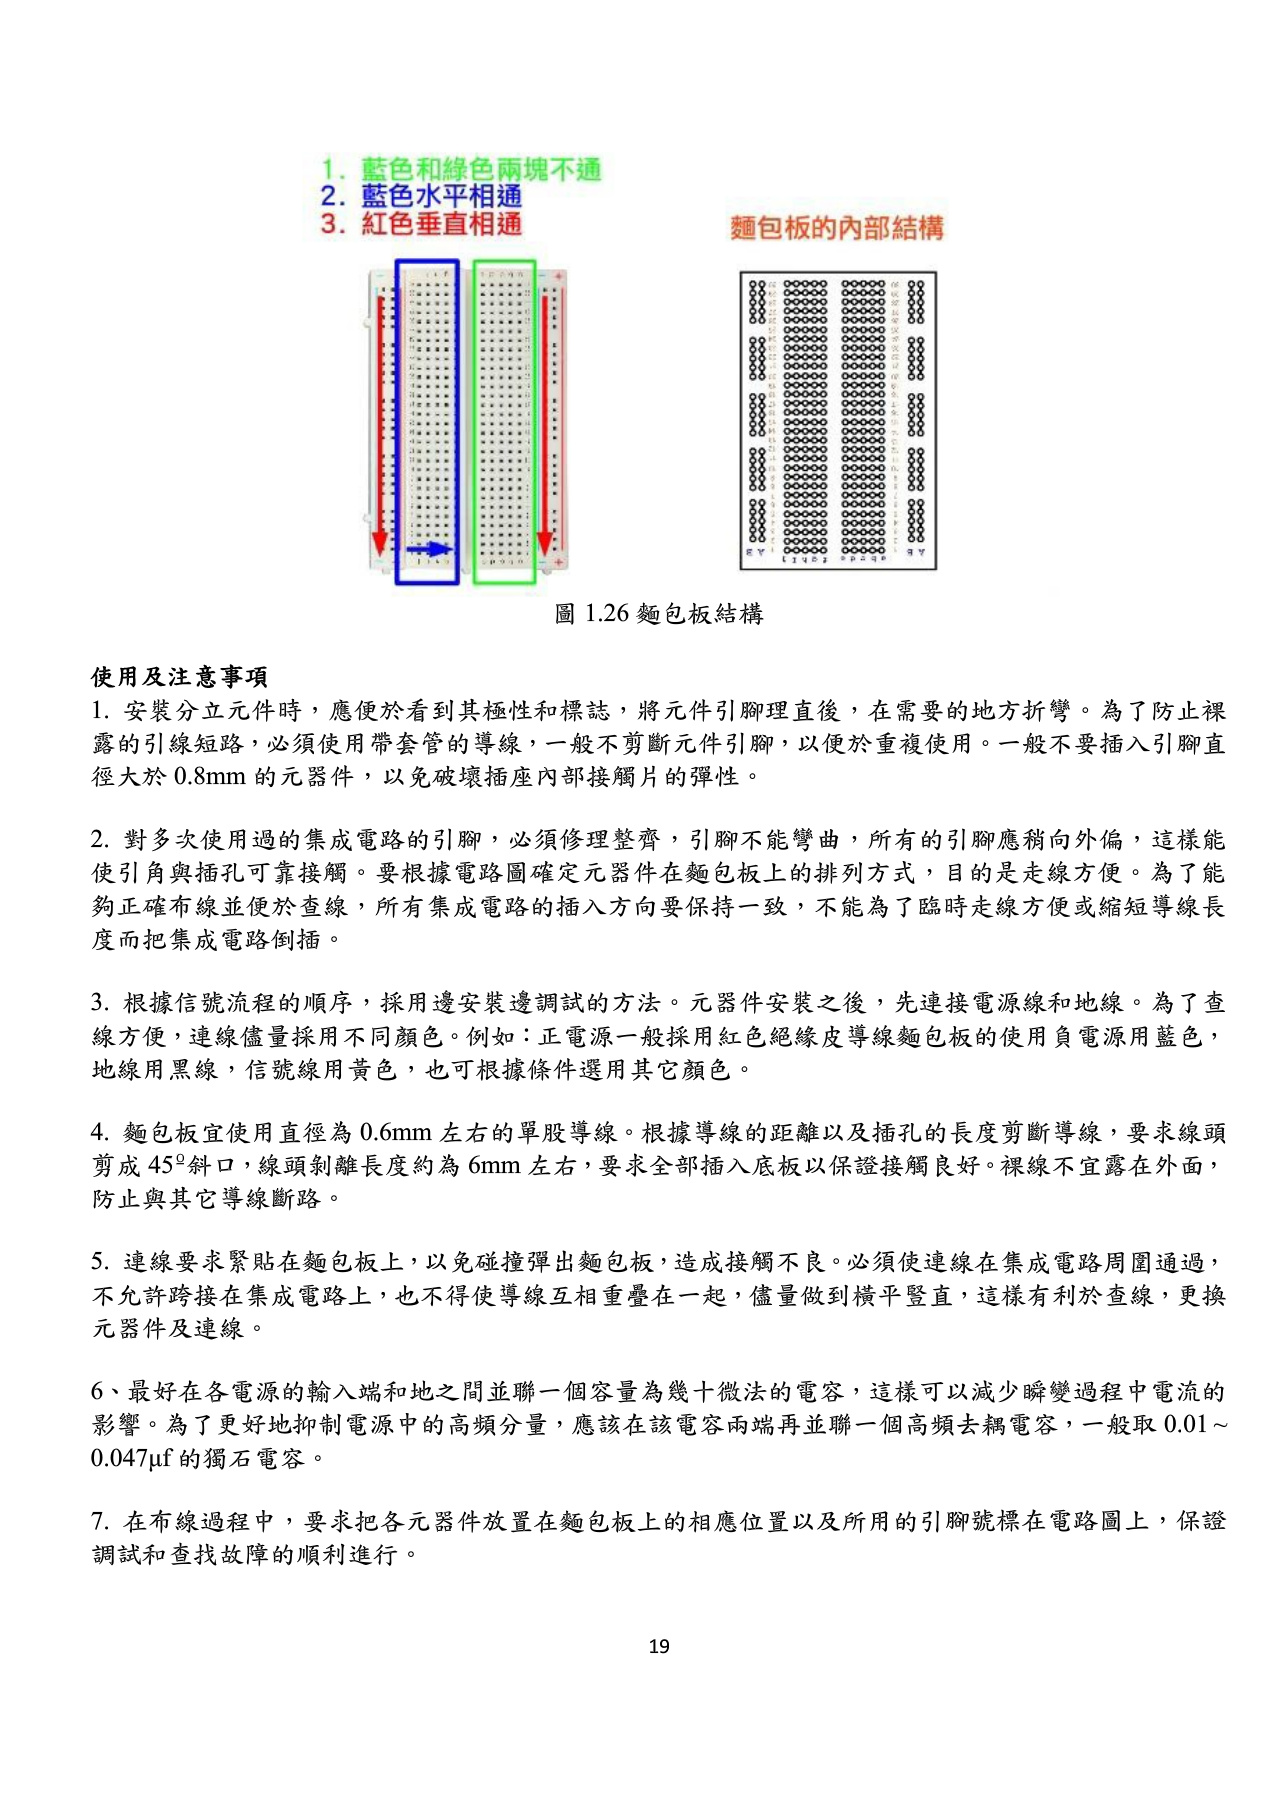 1. 藍色和綠色兩塊不通
2. 藍色水平相通
3. 紅色垂直相通
麵包板的內部結構
圖 1.26 麵包板結構
使用及注意事項
1. 安裝分立元件時，應便於看到其極性和標誌，將元件引腳理直後，在需要的地方折彎。為了防止裸
露的引線短路，必須使用帶套管的導線，一般不剪斷元件引腳，以便於重複使用。一般不要插入引腳直
徑大於 0.8mm 的元器件，以免破壞插座內部接觸片的彈性。
2. 對多次使用過的集成電路的引腳，必須修理整齊，引腳不能彎曲，所有的引腳應稍向外偏，這樣能
使引角與插孔可靠接觸。要根據電路圖確定元器件在麵包板上的排列方式，目的是走線方便。為了能
夠正確布線並便於查線，所有集成電路的插入方向要保持一致，不能為了臨時走線方便或縮短導線長
度而把集成電路倒插。
3. 根據信號流程的順序，採用邊安裝邊調試的方法。元器件安裝之後，先連接電源線和地線。為了查
線方便，連線儘量採用不同顏色。例如：正電源一般採用紅色絕緣皮導線麵包板的使用負電源用藍色，
地線用黑線，信號線用黃色，也可根據條件選用其它顏色。
4. 麵包板宜使用直徑為 0.6mm 左右的單股導線。根據導線的距離以及插孔的長度剪斷導線，要求線頭
剪成 45º斜口，線頭剝離長度約為 6mm 左右，要求全部插入底板以保證接觸良好。裸線不宜露在外面，
防止與其它導線斷路。
5. 連線要求緊貼在麵包板上，以免碰撞彈出麵包板，造成接觸不良。必須使連線在集成電路周圍通過，
不允許跨接在集成電路上，也不得使導線互相重疊在一起，儘量做到橫平豎直，這樣有利於查線，更換
元器件及連線。
6、最好在各電源的輸入端和地之間並聯一個容量為幾十微法的電容，這樣可以減少瞬變過程中電流的
影響。為了更好地抑制電源中的高頻分量，應該在該電容兩端再並聯一個高頻去耦電容，一般取 0.01～
0.047μf 的獨石電容。
7. 在布線過程中，要求把各元器件放置在麵包板上的相應位置以及所用的引腳號標在電路圖上，保證
調試和查找故障的順利進行。
19